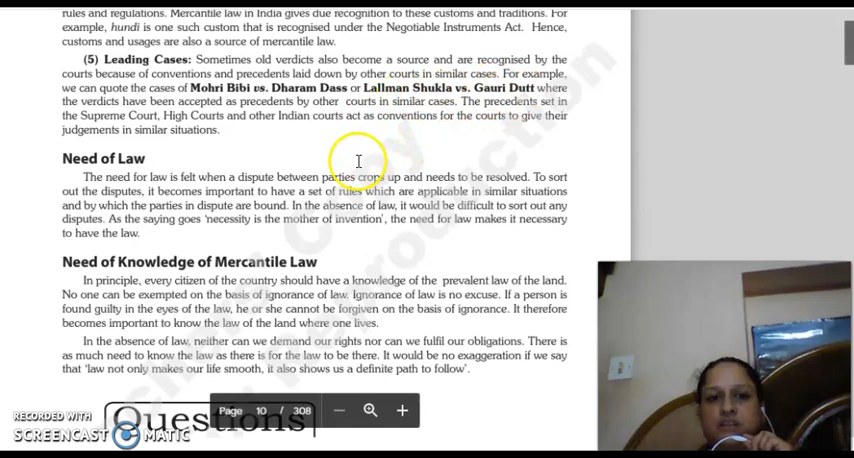 rules and regulations. Mercantile law in India gives due recognition to these customs and traditions. For
example, hundi is one such custom that is recognised under the Negotiable Instruments Act. Hence,
customs and usages are also a source of mercantile law.
(5) Leading Cases: Sometimes old verdicts also become a source and are recognised by the
courts because of conventions and precedents laid down by other courts in similar cases. For example,
we can quote the cases of Mohri Bibi vs. Dharam Dass or Lallman Shukla vs. Gauri Dutt where
the verdicts have been accepted as precedents by other courts in similar cases. The precedents set in
the Supreme Court, High Courts and other Indian courts act as conventions for the courts to give their
judgements in similar situations.
Need of Law
The need for law is felt when a dispute between parties crops up and needs to be resolved. To sort
out the disputes, it becomes important to have a set of rules which are applicable in similar situations
and by which the parties in dispute are bound. In the absence of law, it would be difficult to sort out any
disputes. As the saying goes 'necessity is the mother of invention', the need for law makes it necessary
to have the law.
Need of Knowledge of Mercantile Law
In principle, every citizen of the country should have a knowledge of the prevalent law of the land.
No one can be exempted on the basis of ignorance of law. Ignorance of law is no excuse. If a person is
found guilty in the eyes of the law, he or she cannot be forgiven on the basis of ignorance. It therefore
becomes important to know the law of the land where one lives.
In the absence of law, neither can we demand our rights nor can we fulfil our obligations. There is
as much need to know the law as there is for the law to be there. It would be no exaggeration if we say
that 'law not only makes our life smooth, it also shows us a definite path to follow'.
Questions
Page 10 / 308
RECORDED WITH
SCREENCAST MATIC